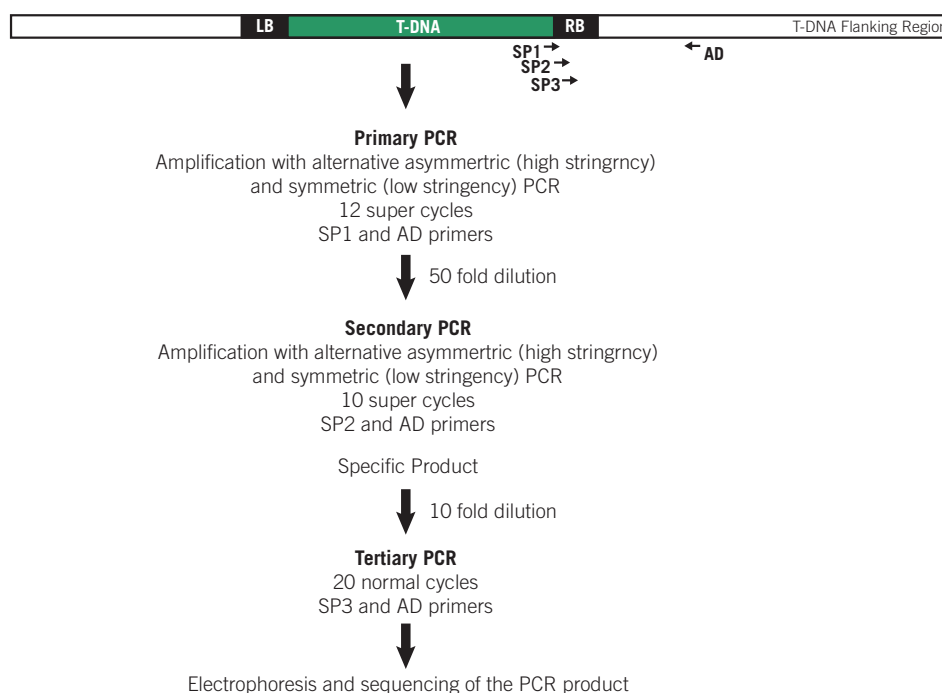 LB T-DNA RB T-DNA Flanking Region
SP1 AD
SP2
SP3
Primary PCR
Amplification with alternative asymmertric (high stringrncy)
and symmetric (low stringency) PCR
12 super cycles
SP1 and AD primers
50 fold dilution
Secondary PCR
Amplification with alternative asymmertric (high stringrncy)
and symmetric (low stringency) PCR
10 super cycles
SP2 and AD primers
Specific Product
10 fold dilution
Tertiary PCR
20 normal cycles
SP3 and AD primers
Electrophoresis and sequencing of the PCR product